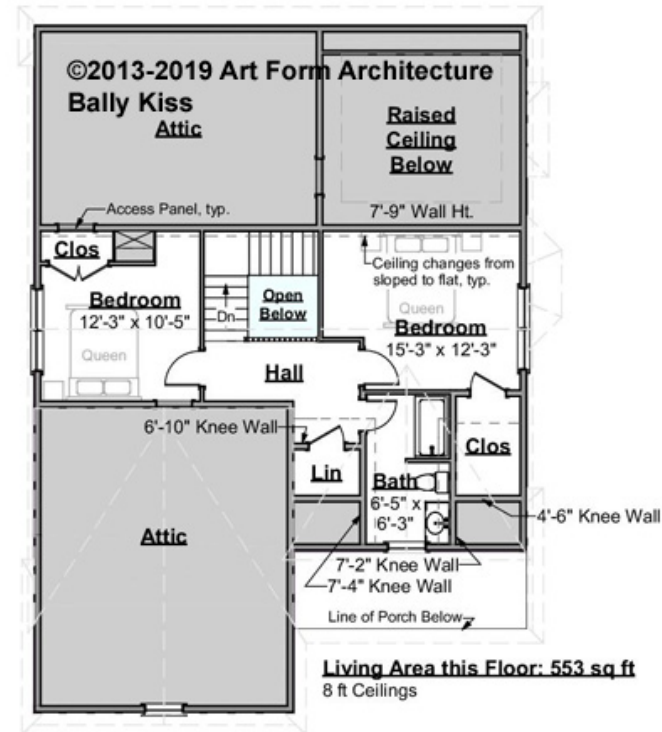 ©2013-2019 Art Form Architecture
Bally Kiss
Attic
Raised
Ceiling
Below
7'-9" Wall Ht.
Access Panel, typ.
Clos
Bedroom
12'-3" x 10'-5"
Queen
Dn
Open
Below
Ceiling changes from
sloped to flat, typ.
Queen
Bedroom
15'-3" x 12'-3"
Hall
6'-10" Knee Wall
Lin
Bath
6'-5" x
6'-3"
Clos
4'-6" Knee Wall
Attic
7'-2" Knee Wall
7'-4" Knee Wall
Line of Porch Below
Living Area this Floor: 553 sq ft
8 ft Ceilings